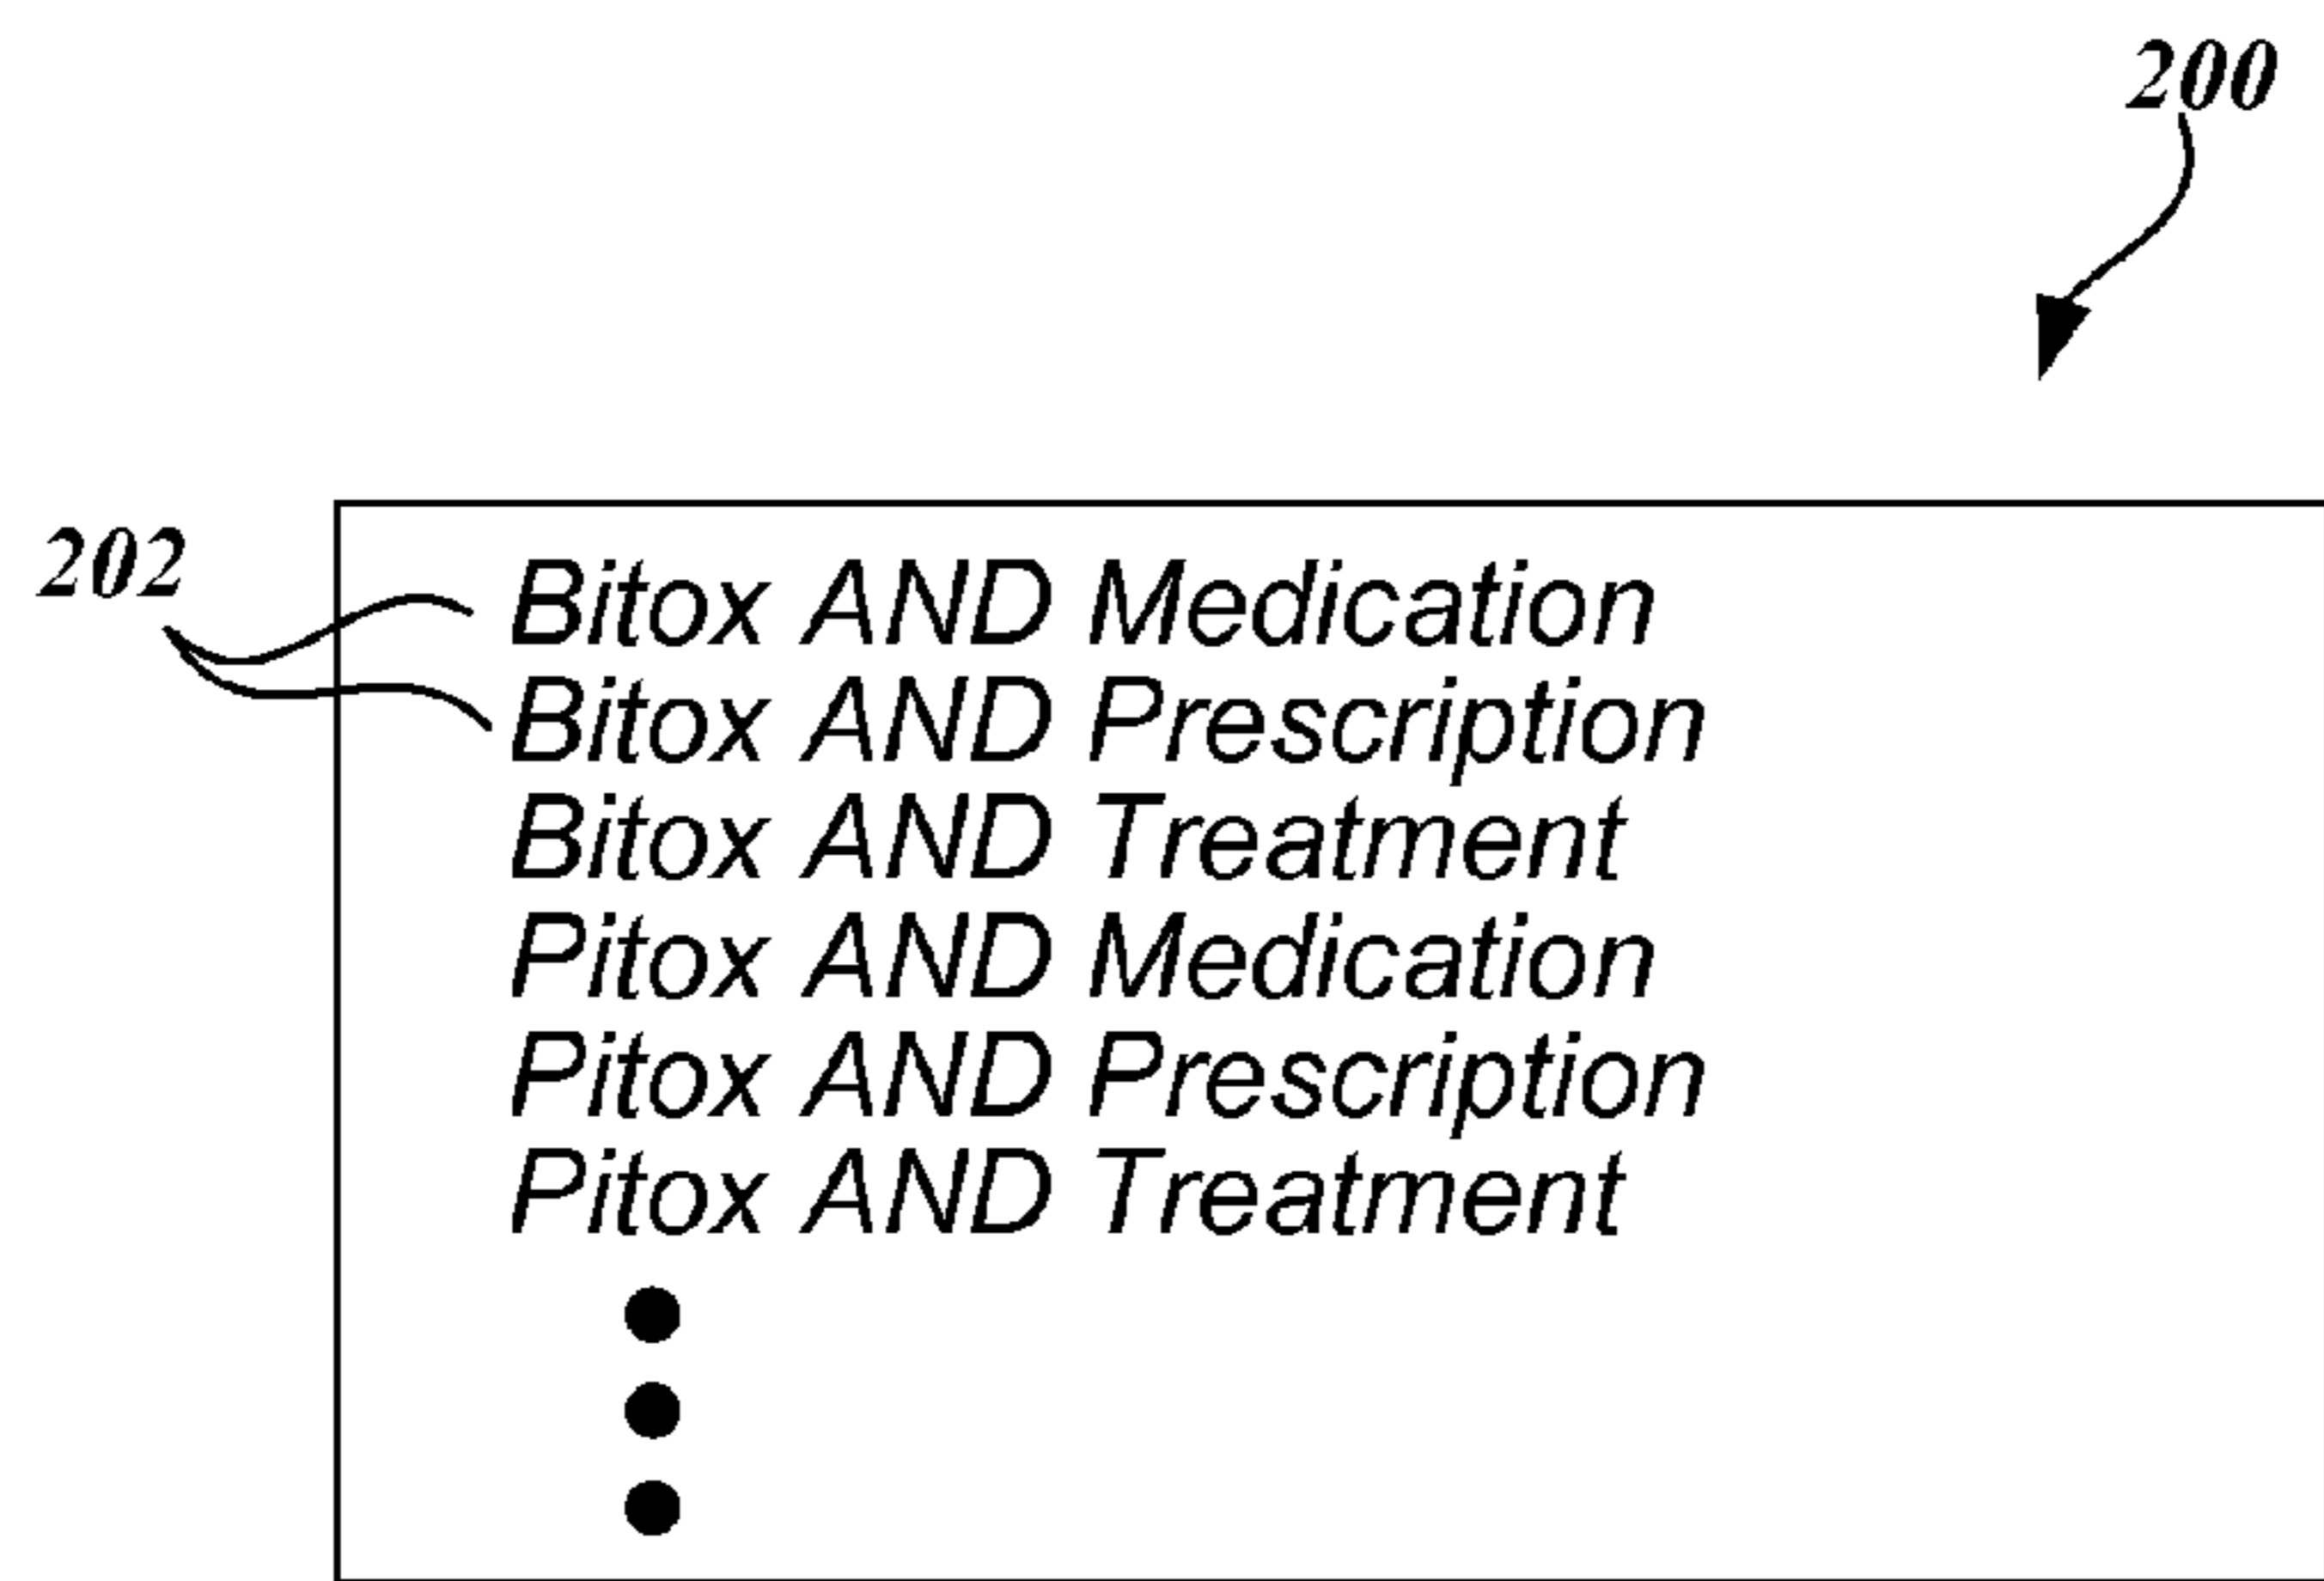 200
202
Bitox AND Medication
Bitox AND Prescription
Bitox AND Treatment
Pitox AND Medication
Pitox AND Prescription
Pitox AND Treatment